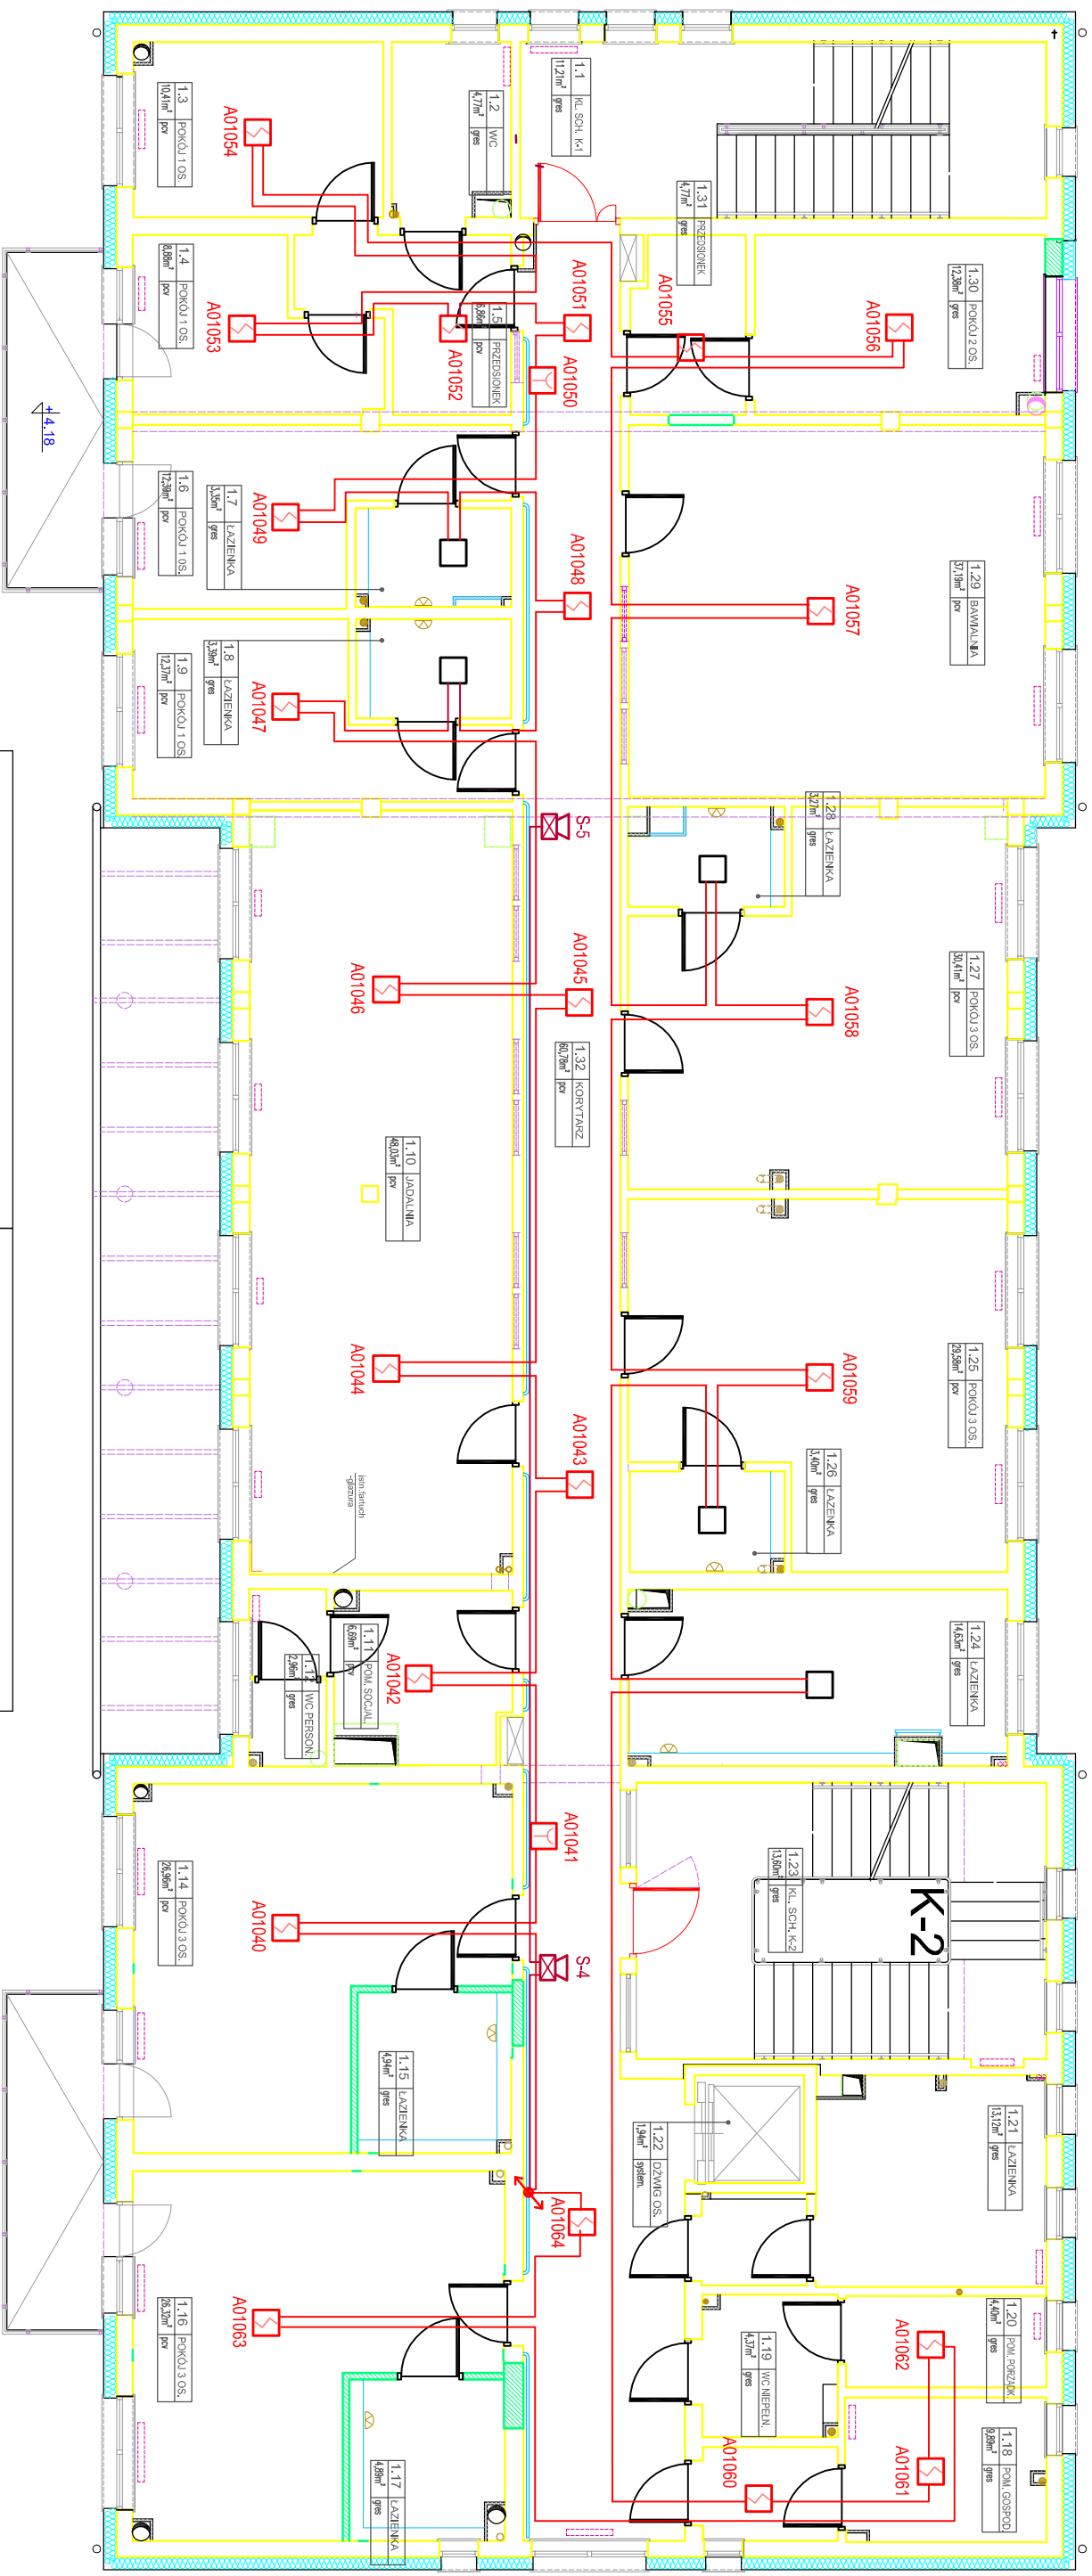 1.1 KL. SCH. K-1
11,21m² gres
1.2 WC
4,77m² gres
1.3 POKÓJ 1 OS.
10,41m² pcv
A01054
1.31 PRZEDSIONEK
4,77m² gres
1.30 POKÓJ 2 OS.
12,38m² gres
A01056
A01055
A01051
1.5 PRZEDSIONEK
6,86m² pcv
A01052
A01050
1.4 POKÓJ 1 OS.
8,88m² pcv
A01053
+ 4.18
1.29 BAWIALNIA
37,19m² pcv
A01057
A01048
1.7 ŁAZIENKA
3,35m² gres
A01049
1.6 POKÓJ 1 OS.
12,39m² pcv
1.8 ŁAZIENKA
3,39m² gres
A01047
1.9 POKÓJ 1 OS.
12,37m² pcv
1.28 ŁAZIENKA
3,27m² gres
S-5
1.27 POKÓJ 3 OS.
30,41m² pcv
A01058
A01045
A01046
1.32 KORYTARZ
60,78m² pcv
1.10 JADALNIA
48,03m² pcv
1.25 POKÓJ 3 OS.
29,58m² pcv
A01059
A01044
A01043
1.26 ŁAZIENKA
3,40m² gres
istn.fartuch
-glazura
1.24 ŁAZIENKA
14,63m² gres
1.11 POM. SOCJAL.
6,69m² pcv
A01042
1.12 WC PERSON.
2,96m² gres
1.23 KL. SCH. K-2
13,60m² gres
K-2
A01041
A01040
1.14 POKÓJ 3 OS.
26,96m² pcv
S-4
1.15 ŁAZIENKA
4,94m² gres
1.21 ŁAZIENKA
13,12m² gres
1.22 DŹWIG OS.
1,94m² system.
A01064
A01063
1.16 POKÓJ 3 OS.
26,32m² pcv
1.20 POM. PORZĄDK.
4,40m² gres
A01062
1.19 WC NIEPEŁN.
4,37m² gres
1.18 POM. GOSPOD.
9,89m² gres
A01061
A01060
1.17 ŁAZIENKA
4,89m² gres